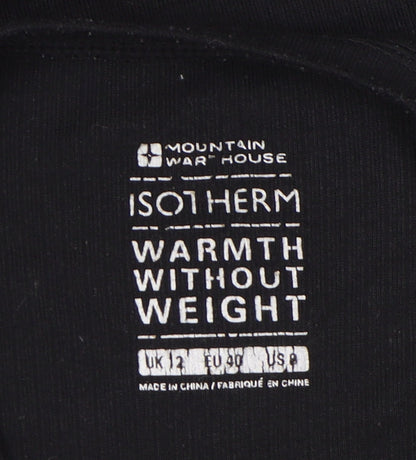 MOUNTAIN
WAREHOUSE
ISOTHERM
WARMTH
WITHOUT
WEIGHT
UK 12 EU 40 US 8
MADE IN CHINA / FABRIQUÉ EN CHINE